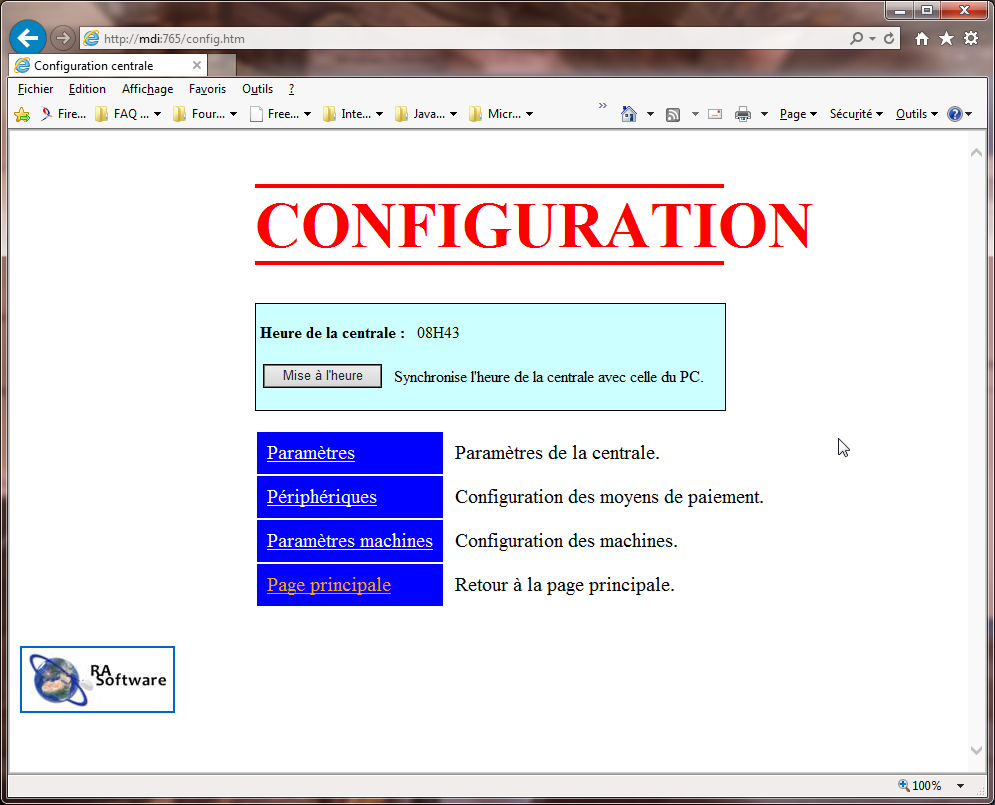 http://mdi:765/config.htm
Configuration centrale
Fichier Edition Affichage Favoris Outils ?
Fire... FAQ ... Four... Free... Inte... Java... Micr... » Page Sécurité Outils ?
CONFIGURATION
Heure de la centrale : 08H43
Mise à l'heure Synchronise l'heure de la centrale avec celle du PC.
Paramètres Paramètres de la centrale.
Périphériques Configuration des moyens de paiement.
Paramètres machines Configuration des machines.
Page principale Retour à la page principale.
RA
Software
100%